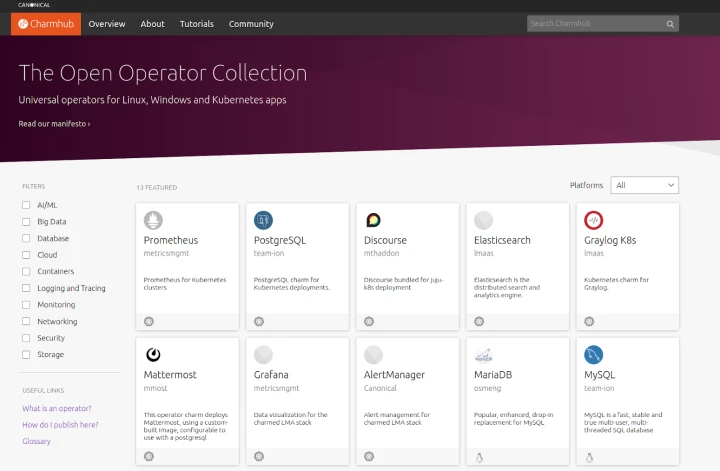 CANONICAL
Charmhub
Overview
About
Tutorials
Community
Search Charmhub
The Open Operator Collection
Universal operators for Linux, Windows and Kubernetes apps
Read our manifesto ›
FILTERS
AI/ML
Big Data
Database
Cloud
Containers
Logging and Tracing
Monitoring
Networking
Security
Storage
USEFUL LINKS
What is an operator?
How do I publish here?
Glossary
13 FEATURED
Platforms
All
Prometheus
metricsmgmt
Prometheus for Kubernetes
clusters
PostgreSQL
team-ion
PostgreSQL charm for
Kubernetes deployments.
Discourse
mthaddon
Discourse bundled for juju-
k8s deployment
Elasticsearch
lmaas
Elasticsearch is the
distributed search and
analytics engine.
Graylog K8s
lmaas
Kubernetes charm for
Graylog.
Mattermost
mmost
This operator charm deploys
Mattermost, using a custom-
built image, configurable to
use with a postgresql
Grafana
metricsmgmt
Data vizualization for the
charmed LMA stack
AlertManager
Canonical
Alert management for
charmed LMA stack
MariaDB
osmeng
Popular, enhanced, drop-in
replacement for MySQL
MySQL
team-ion
MySQL is a fast, stable and
true multi-user, multi-
threaded SQL database